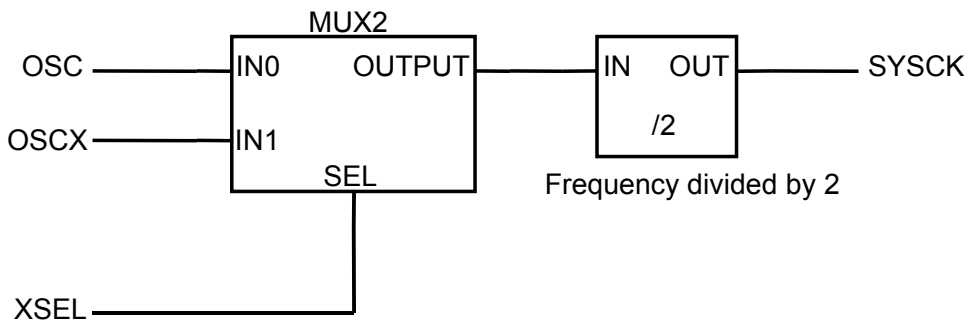 MUX2
OSC IN0 OUTPUT IN OUT SYSCK
/2
OSCX IN1
SEL
Frequency divided by 2
XSEL